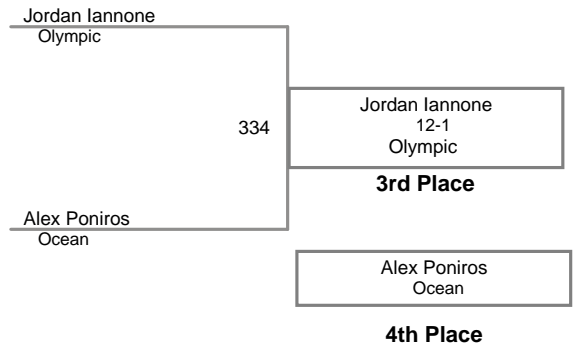 Jordan Iannone
Olympic
334
Jordan Iannone
12-1
Olympic
3rd Place
Alex Poniros
Ocean
Alex Poniros
Ocean
4th Place